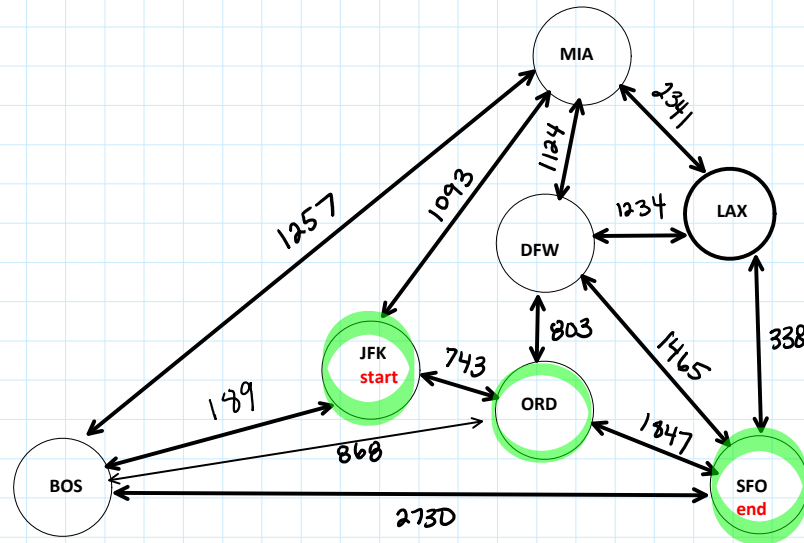 MIA
2341
1124
1257
1093
1234
LAX
DFW
803
338
JFK
start
743
1465
189
ORD
868
1847
BOS
SFO
end
2730